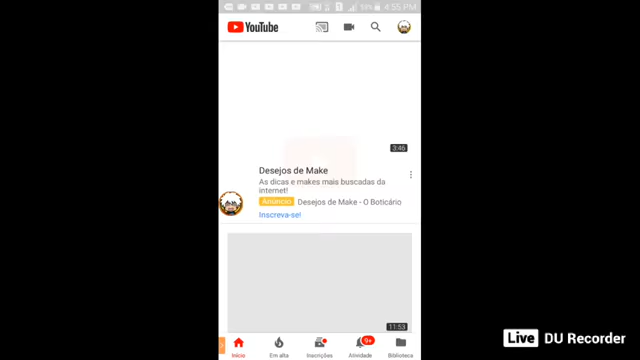 4:55 PM
YouTube
3:46
Desejos de Make
As dicas e makes mais buscadas da
internet!
Anúncio Desejos de Make - O Boticário
Inscreva-se!
11:53
9+
Início Em alta Inscrições Atividade Biblioteca
Live DU Recorder